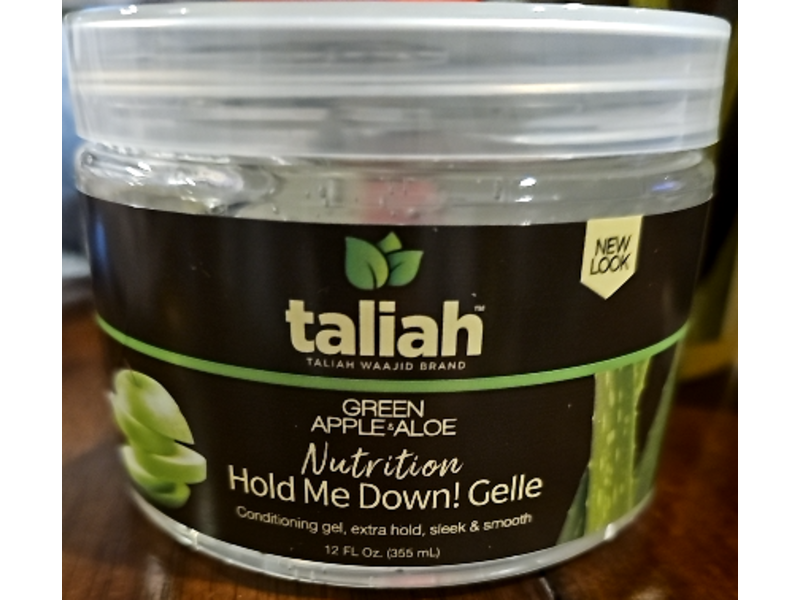 NEW
LOOK
taliah™
TALIAH WAAJID BRAND
GREEN
APPLE & ALOE
Nutrition
Hold Me Down! Gelle
Conditioning gel, extra hold, sleek & smooth
12 FL Oz. (355 mL)